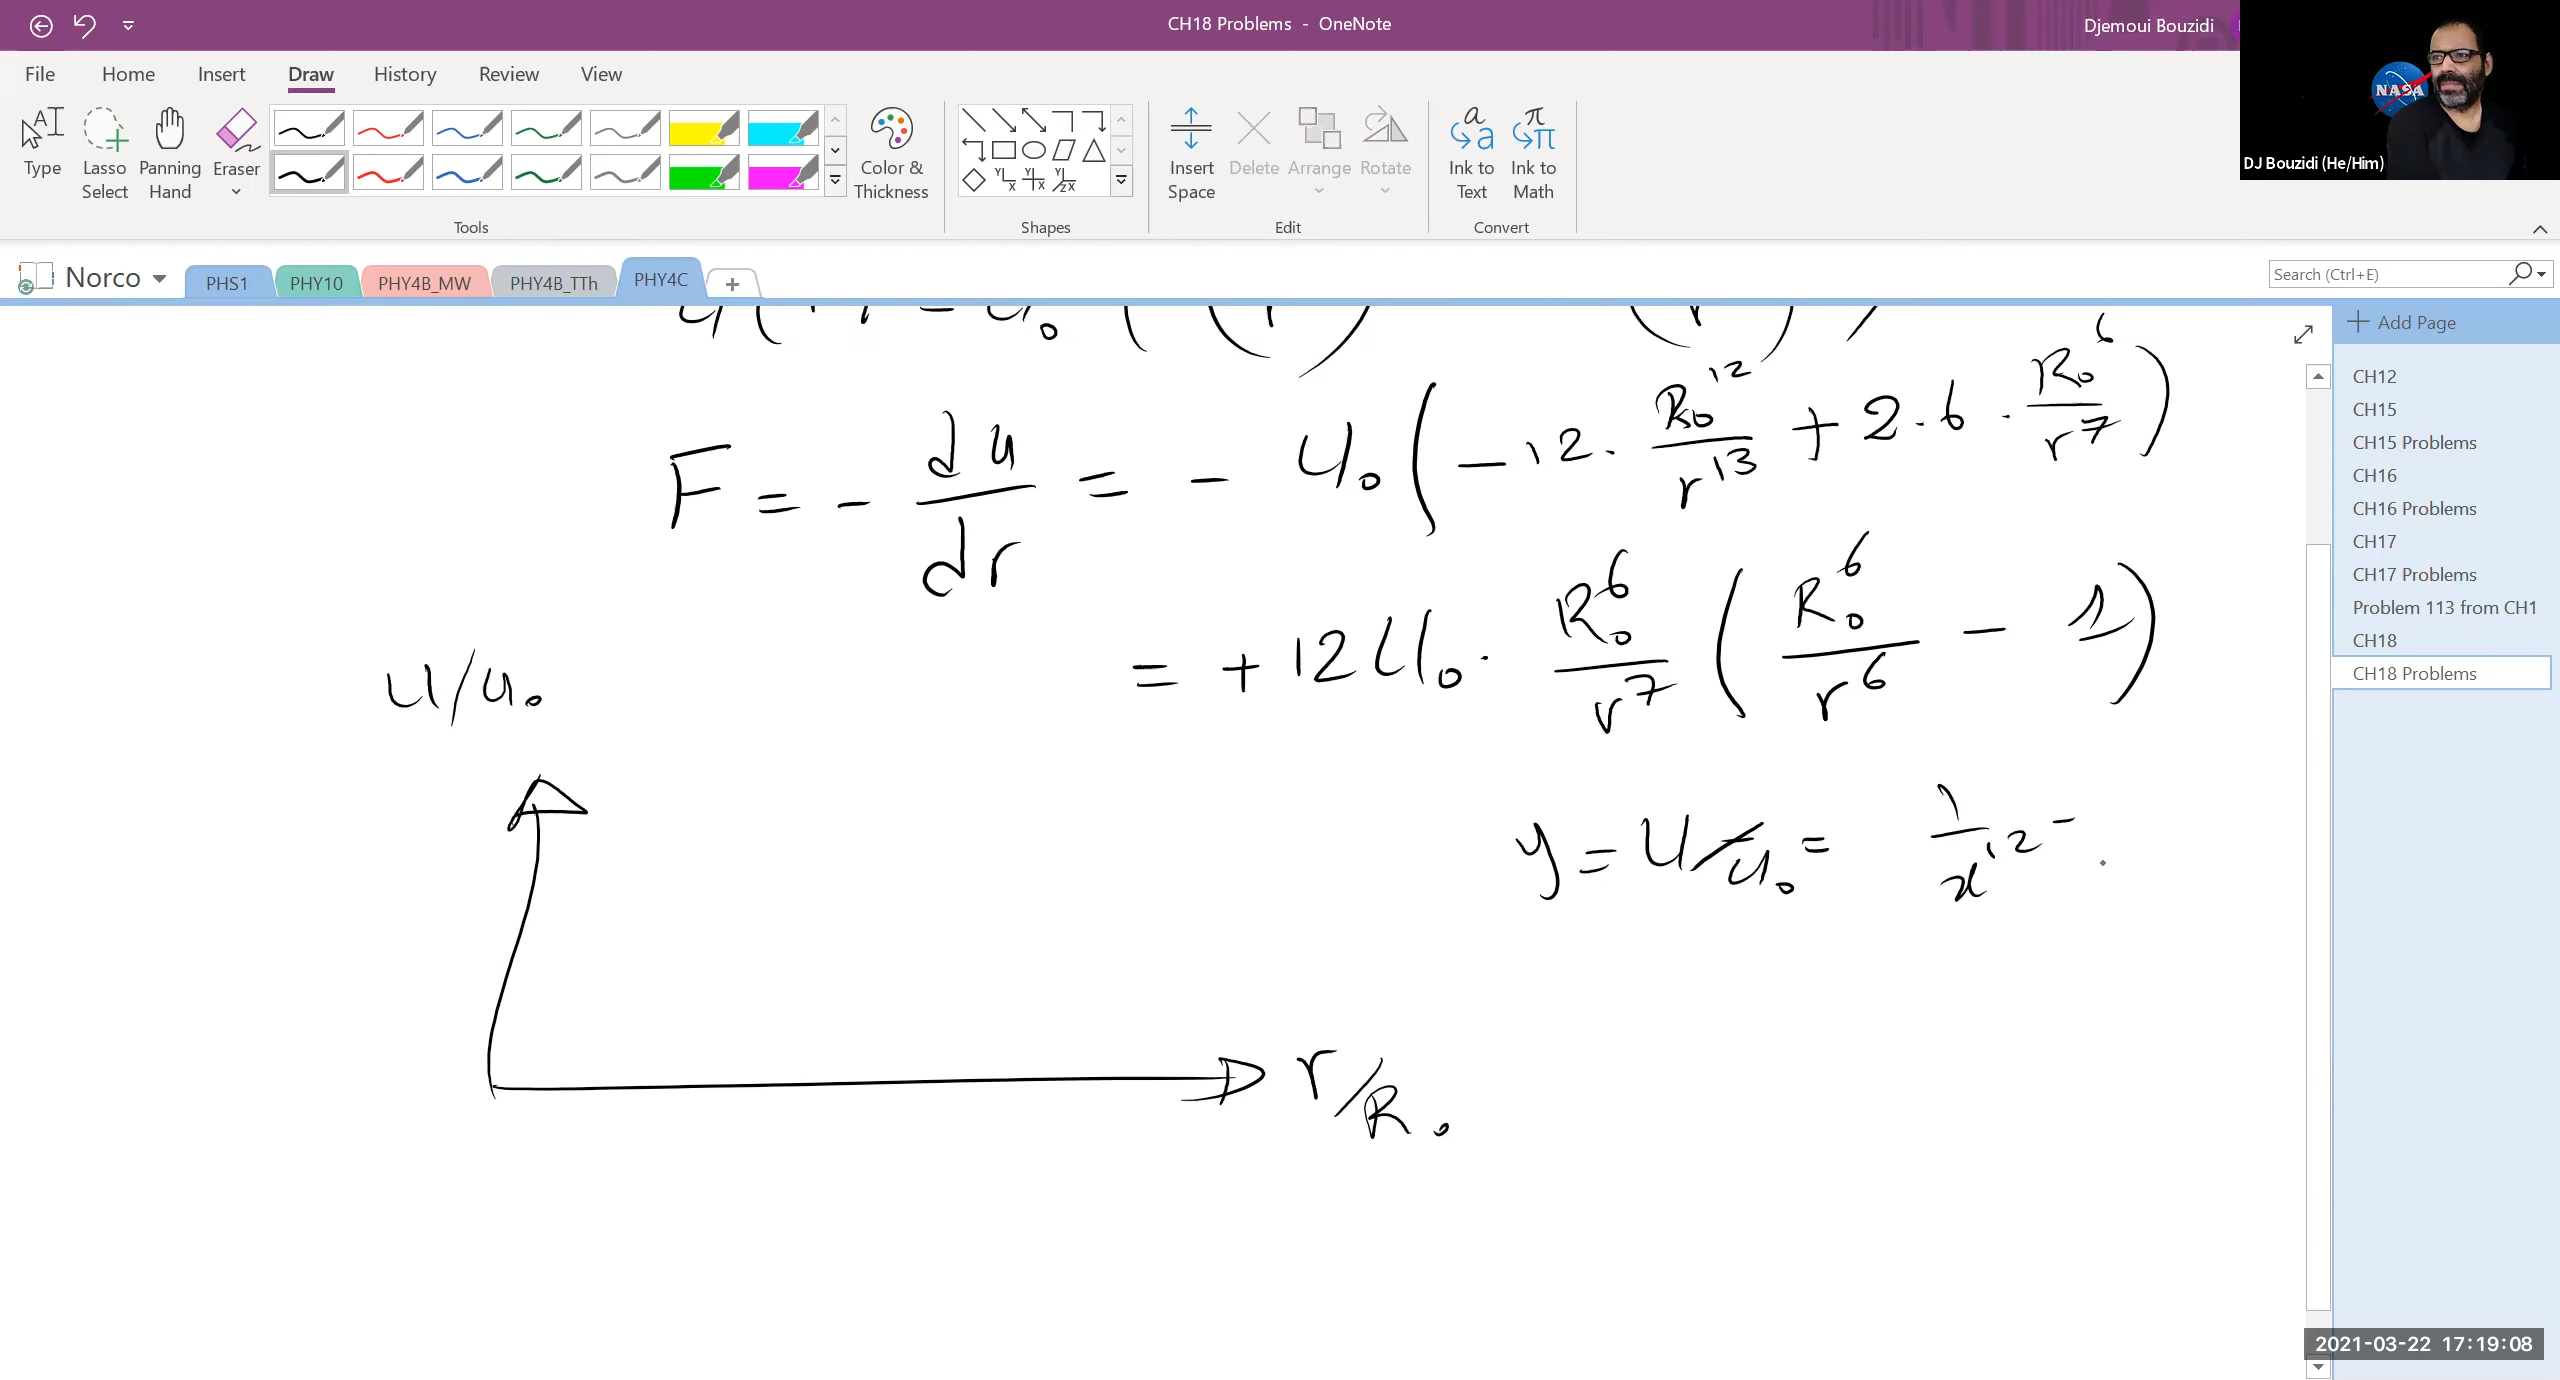 CH18 Problems - OneNote
Djemoui Bouzidi
File Home Insert Draw History Review View
Type
Lasso Select
Panning Hand
Eraser
Color & Thickness
Insert Space
Delete
Arrange
Rotate
Ink to Text
Ink to Math
Tools
Shapes
Edit
Convert
NASA
DJ Bouzidi (He/Him)
Norco
PHS1 PHY10 PHY4B_MW PHY4B_TTh PHY4C +
Search (Ctrl+E)
F = - du/dr = - U₀ ( -12 · R₀¹²/r¹³ + 2 · 6 · R₀⁶/r⁷ )
= + 12 U₀ · R₀⁶/r⁷ ( R₀⁶/r⁶ - 1 )
u/u₀
y = U/u₀ = 1/x¹² -
r/R₀
Add Page
CH12
CH15
CH15 Problems
CH16
CH16 Problems
CH17
CH17 Problems
Problem 113 from CH1
CH18
CH18 Problems
2021-03-22 17:19:08